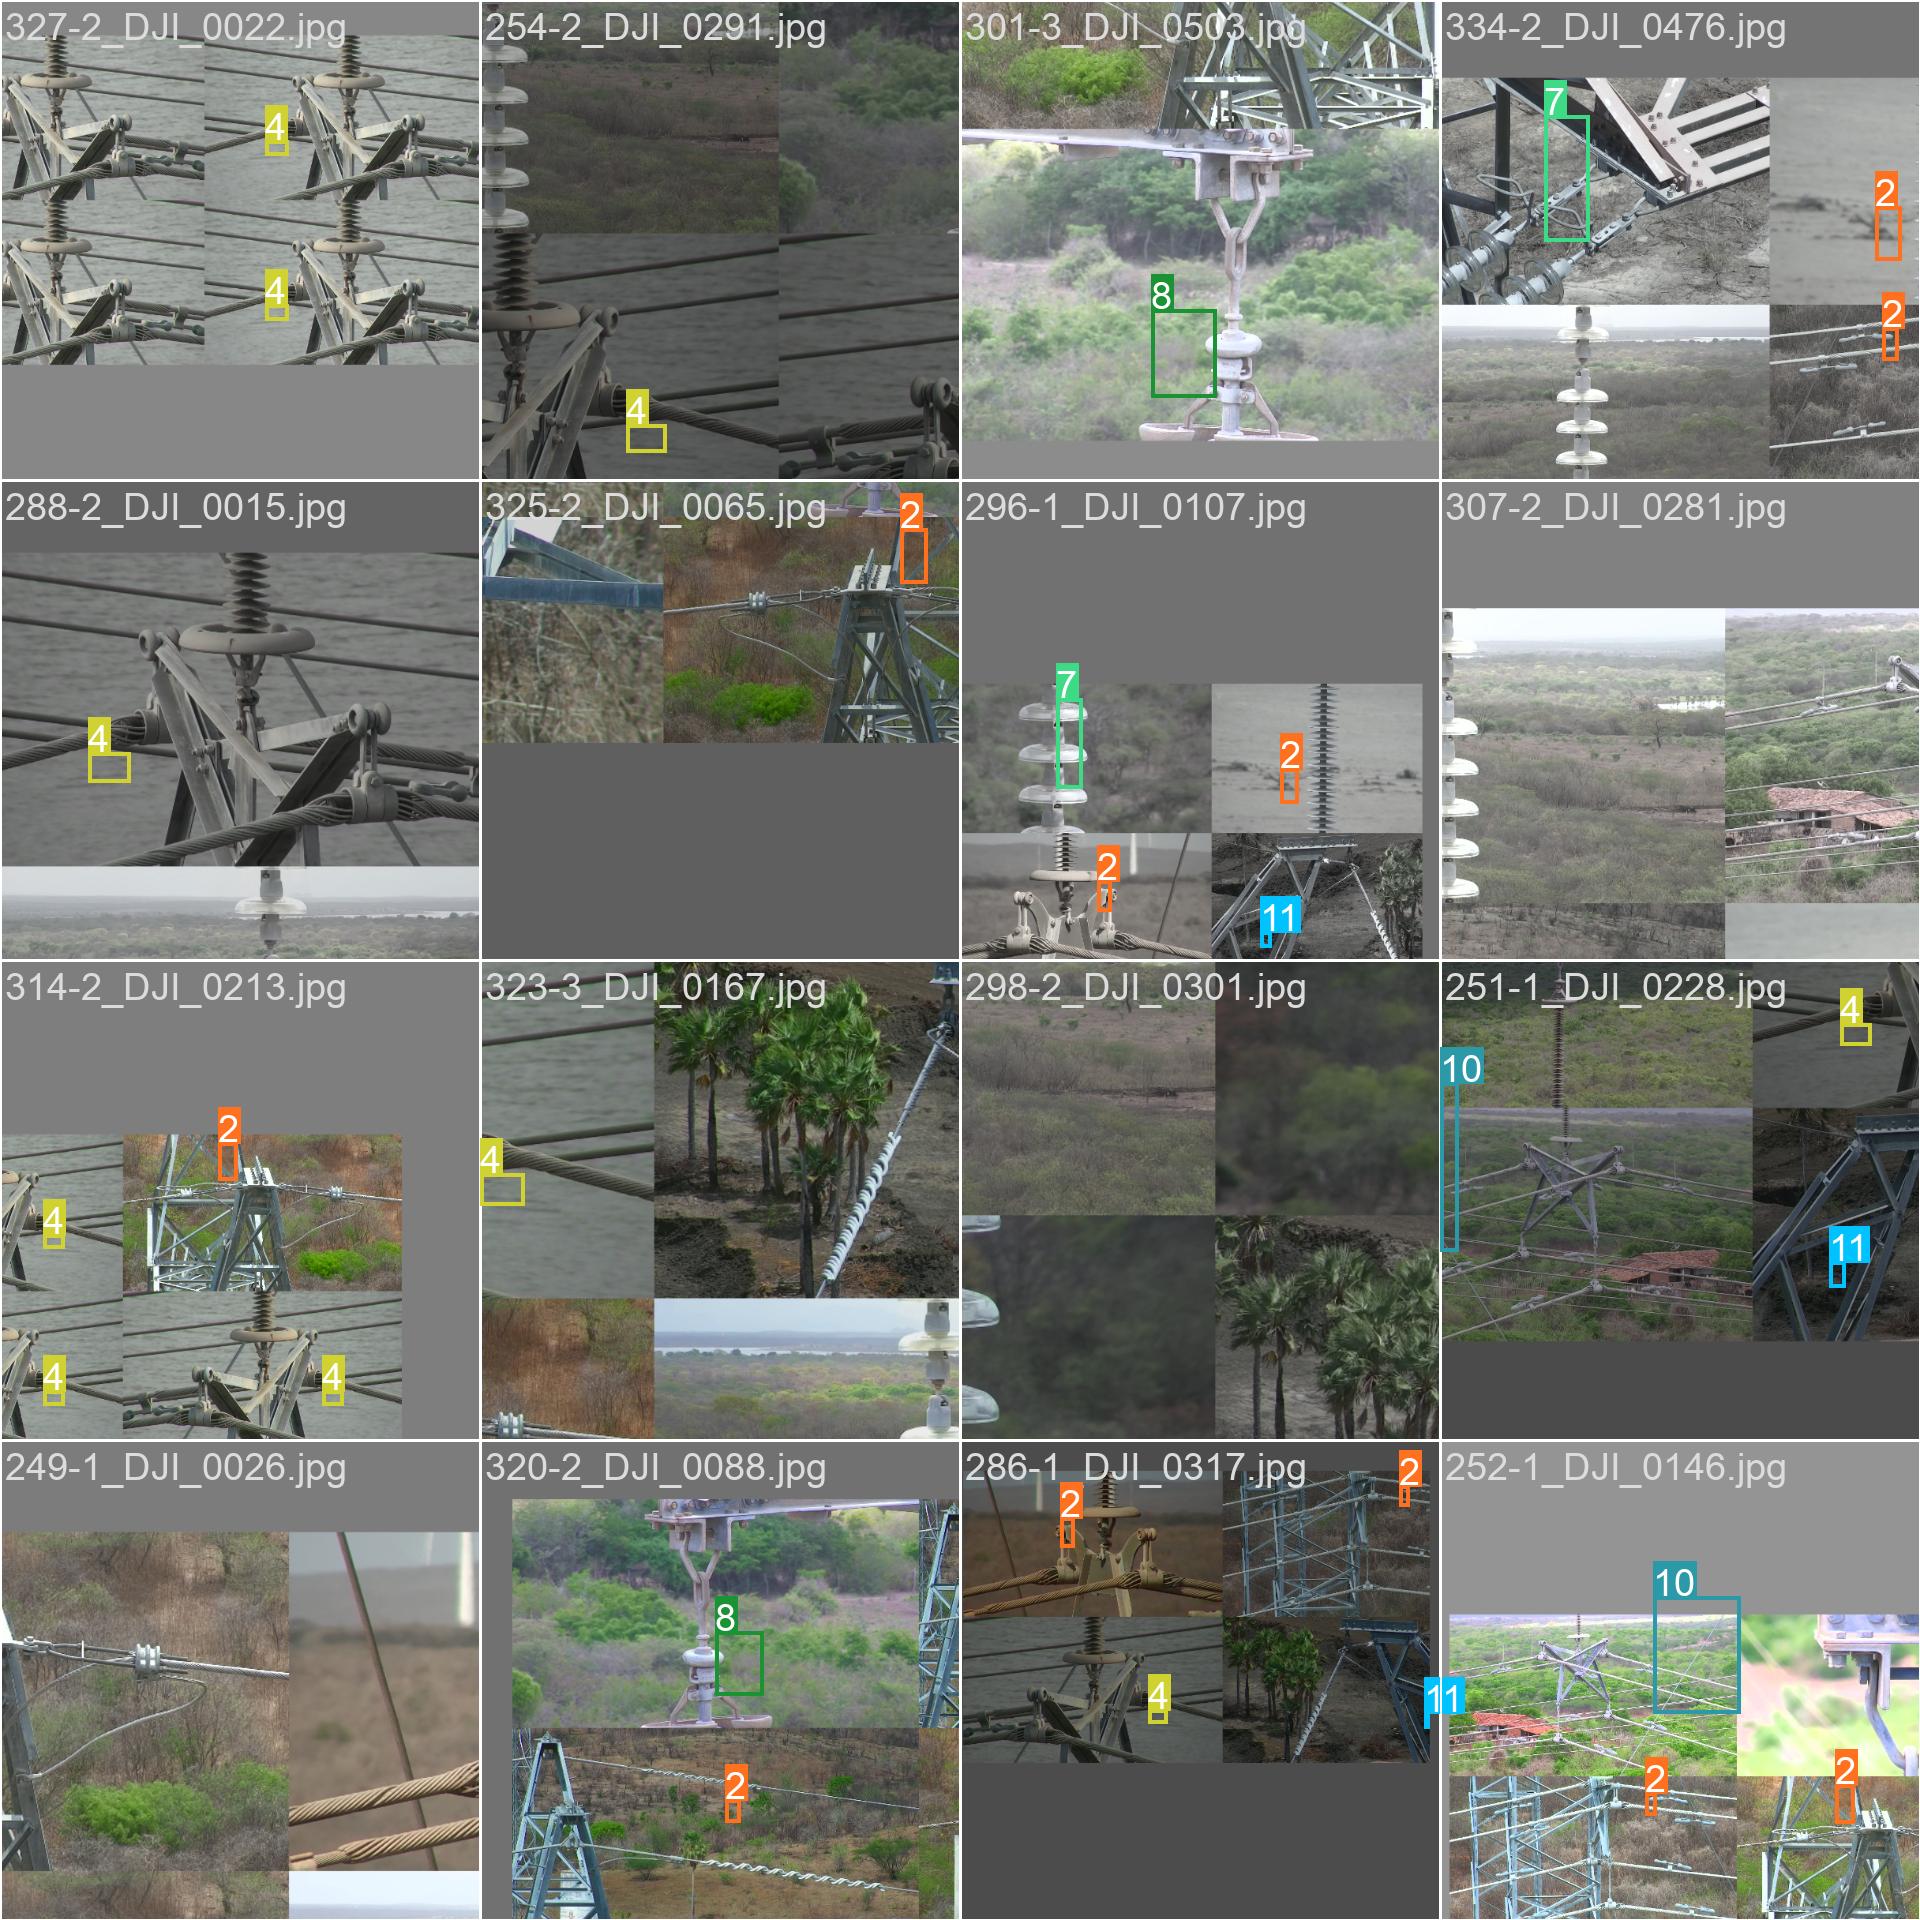 327-2_DJI_0022.jpg
4
4
254-2_DJI_0291.jpg
4
301-3_DJI_0503.jpg
8
334-2_DJI_0476.jpg
7
2
2
288-2_DJI_0015.jpg
4
325-2_DJI_0065.jpg
2
296-1_DJI_0107.jpg
7
2
2
11
307-2_DJI_0281.jpg
314-2_DJI_0213.jpg
2
4
4
4
323-3_DJI_0167.jpg
4
298-2_DJI_0301.jpg
251-1_DJI_0228.jpg
4
10
11
249-1_DJI_0026.jpg
320-2_DJI_0088.jpg
8
2
286-1_DJI_0317.jpg
2
2
4
11
252-1_DJI_0146.jpg
10
2
2